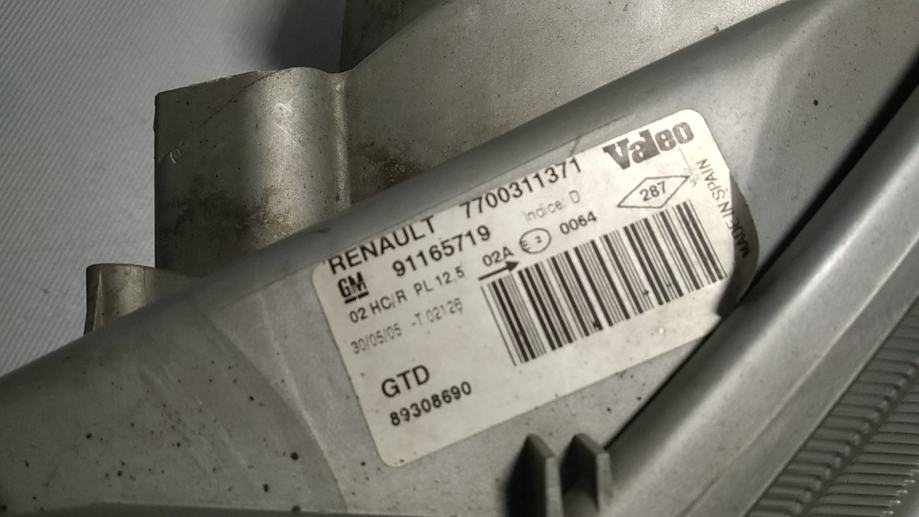 Valeo
RENAULT 7700311371
GM 91165719 Indice: D 287
02 HC/R PL 12,5 02A E2 0064
30/05/05 -T 02126
GTD
89308690
MADE IN SPAIN